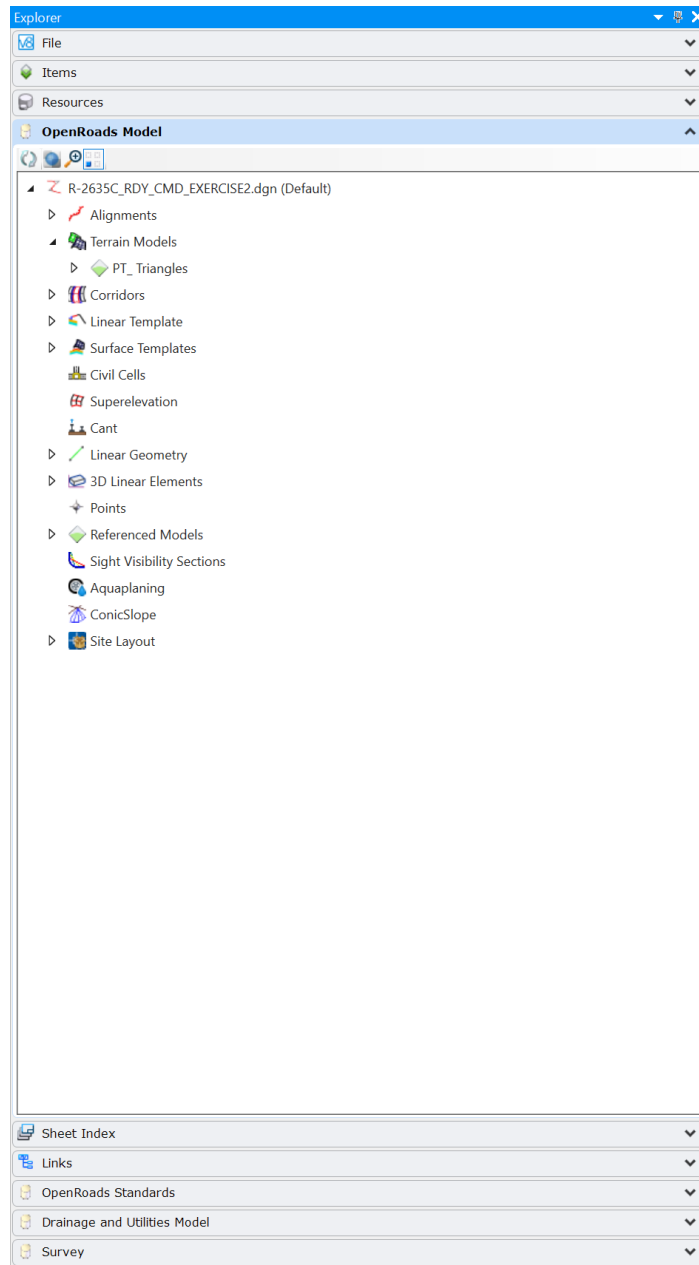 Explorer
File
Items
Resources
OpenRoads Model
R-2635C_RDY_CMD_EXERCISE2.dgn (Default)
Alignments
Terrain Models
PT_ Triangles
Corridors
Linear Template
Surface Templates
Civil Cells
Superelevation
Cant
Linear Geometry
3D Linear Elements
Points
Referenced Models
Sight Visibility Sections
Aquaplaning
ConicSlope
Site Layout
Sheet Index
Links
OpenRoads Standards
Drainage and Utilities Model
Survey